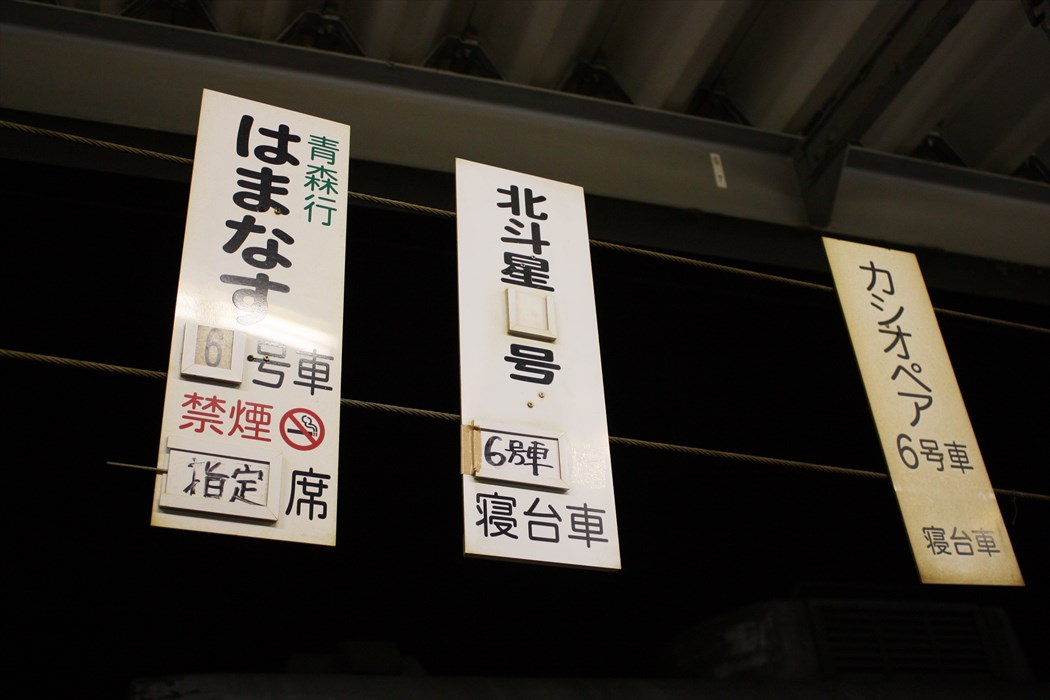 青森行
はまなす
6号車
禁煙
指定席
北斗星
号
6号車
寝台車
カシオペア
6号車
寝台車